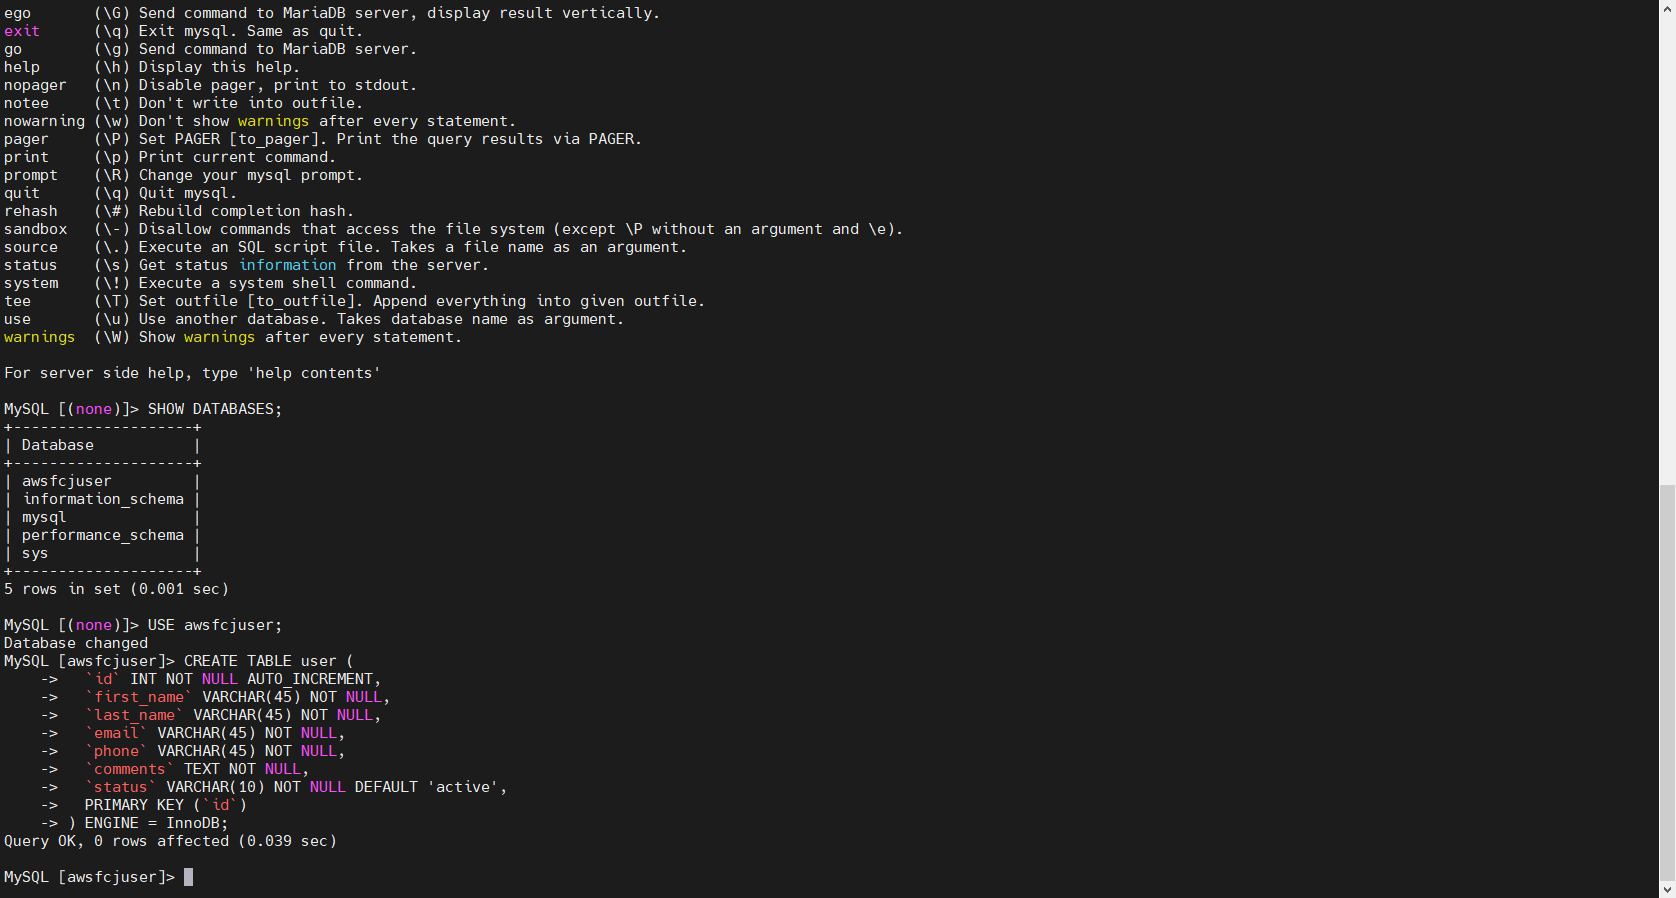 ego       (\G) Send command to MariaDB server, display result vertically.
exit      (\q) Exit mysql. Same as quit.
go        (\g) Send command to MariaDB server.
help      (\h) Display this help.
nopager   (\n) Disable pager, print to stdout.
notee     (\t) Don't write into outfile.
nowarning (\w) Don't show warnings after every statement.
pager     (\P) Set PAGER [to_pager]. Print the query results via PAGER.
print     (\p) Print current command.
prompt    (\R) Change your mysql prompt.
quit      (\q) Quit mysql.
rehash    (\#) Rebuild completion hash.
sandbox   (\-) Disallow commands that access the file system (except \P without an argument and \e).
source    (\.) Execute an SQL script file. Takes a file name as an argument.
status    (\s) Get status information from the server.
system    (\!) Execute a system shell command.
tee       (\T) Set outfile [to_outfile]. Append everything into given outfile.
use       (\u) Use another database. Takes database name as argument.
warnings  (\W) Show warnings after every statement.

For server side help, type 'help contents'

MySQL [(none)]> SHOW DATABASES;
+--------------------+
| Database           |
+--------------------+
| awsfcjuser         |
| information_schema |
| mysql              |
| performance_schema |
| sys                |
+--------------------+
5 rows in set (0.001 sec)

MySQL [(none)]> USE awsfcjuser;
Database changed
MySQL [awsfcjuser]> CREATE TABLE user (
    ->   `id` INT NOT NULL AUTO_INCREMENT,
    ->   `first_name` VARCHAR(45) NOT NULL,
    ->   `last_name` VARCHAR(45) NOT NULL,
    ->   `email` VARCHAR(45) NOT NULL,
    ->   `phone` VARCHAR(45) NOT NULL,
    ->   `comments` TEXT NOT NULL,
    ->   `status` VARCHAR(10) NOT NULL DEFAULT 'active',
    ->   PRIMARY KEY (`id`)
    -> ) ENGINE = InnoDB;
Query OK, 0 rows affected (0.039 sec)

MySQL [awsfcjuser]>